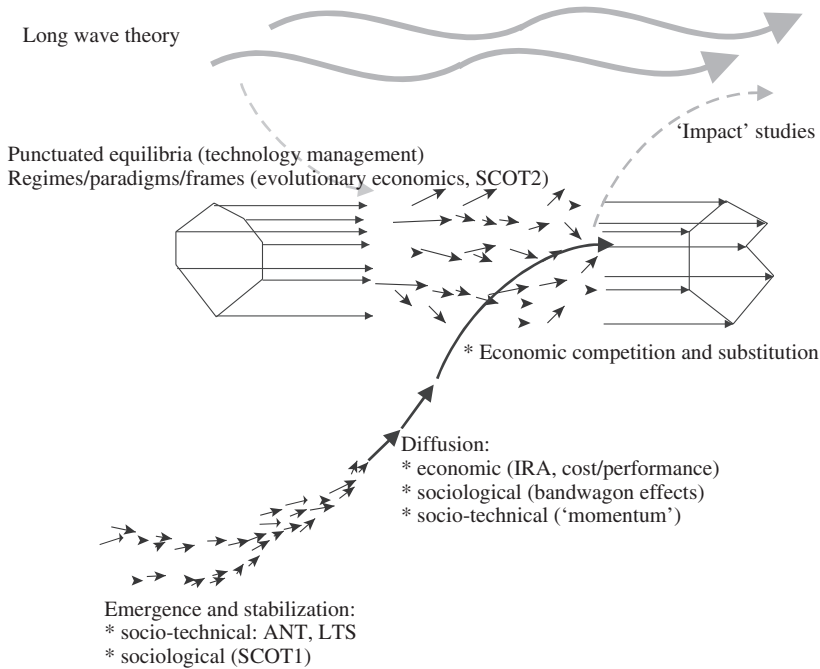 Long wave theory
‘Impact’ studies
Punctuated equilibria (technology management)
Regimes/paradigms/frames (evolutionary economics, SCOT2)
* Economic competition and substitution
Diffusion:
* economic (IRA, cost/performance)
* sociological (bandwagon effects)
* socio-technical (‘momentum’)
Emergence and stabilization:
* socio-technical: ANT, LTS
* sociological (SCOT1)